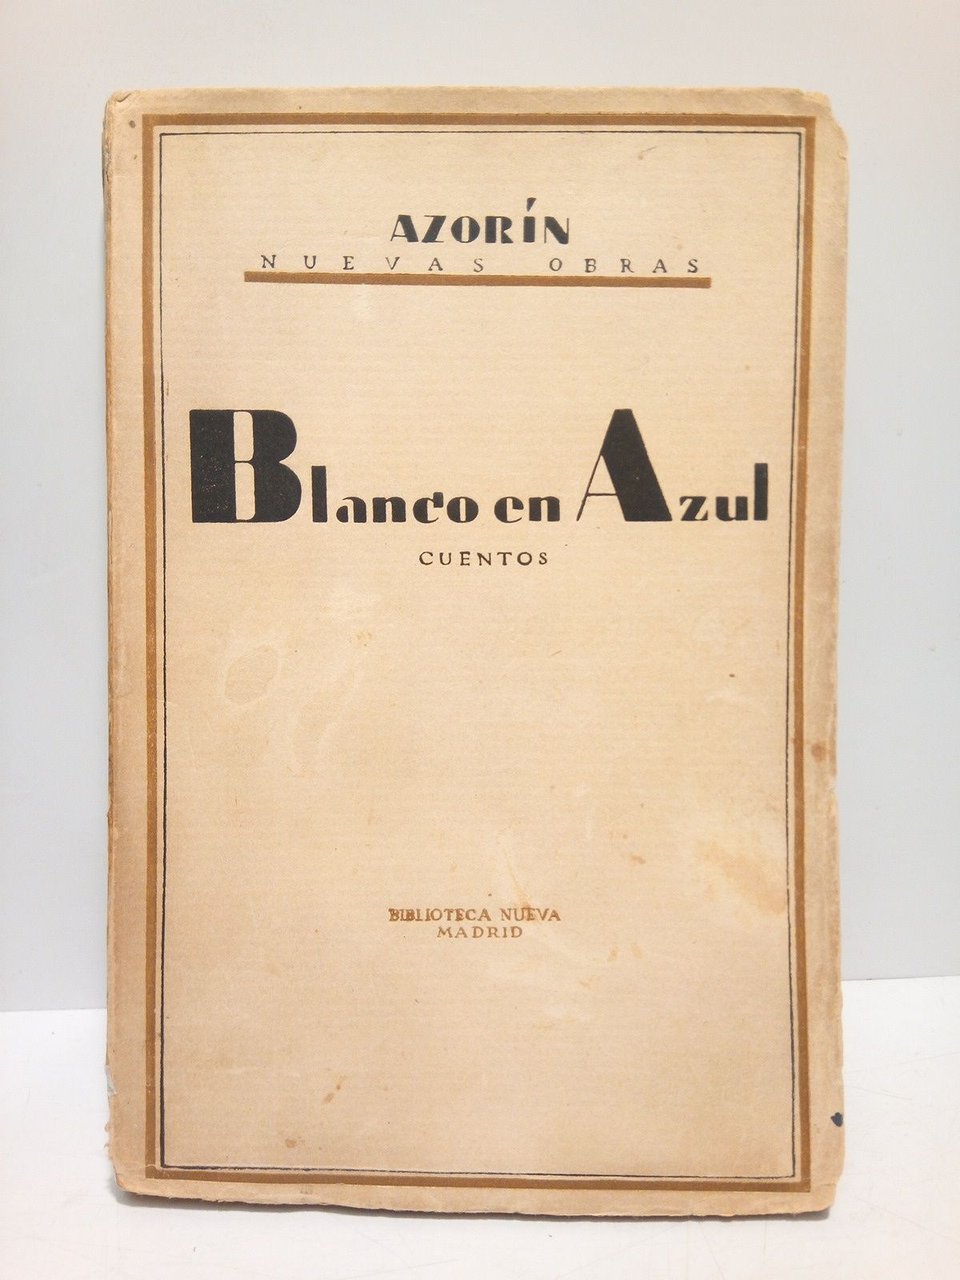 AZORÍN
NUEVAS OBRAS
Blanco en Azul
CUENTOS
BIBLIOTECA NUEVA
MADRID